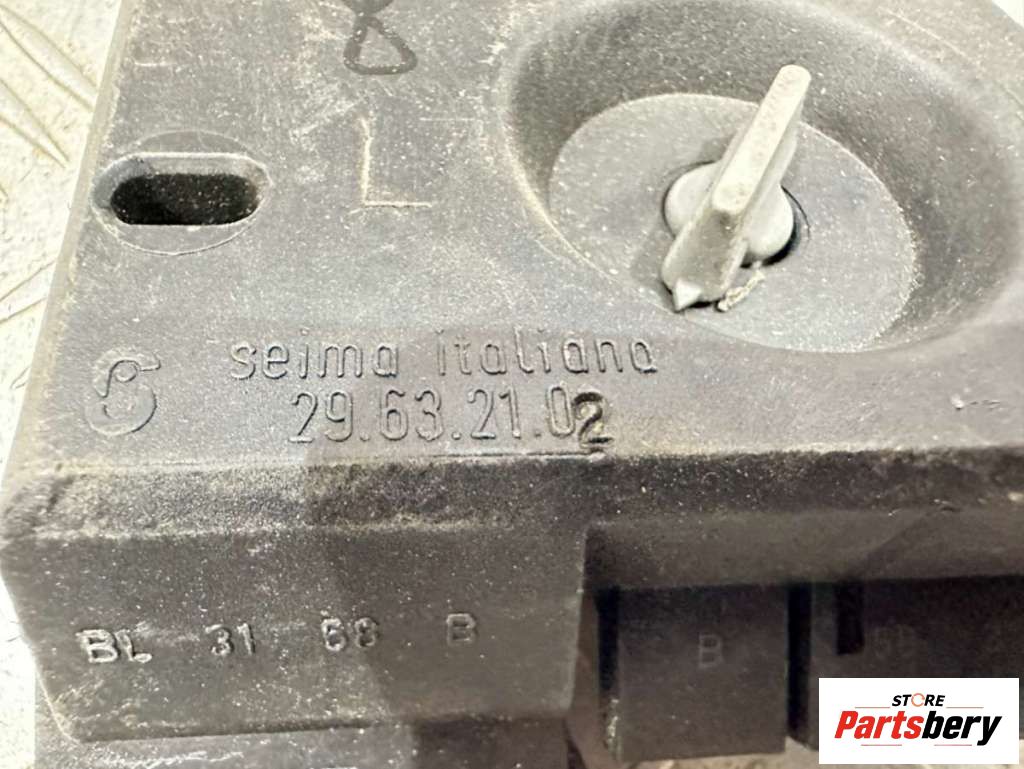 L
seima italiana
29.63.21.02
BL 31 68 B
B
STORE
Partsbery